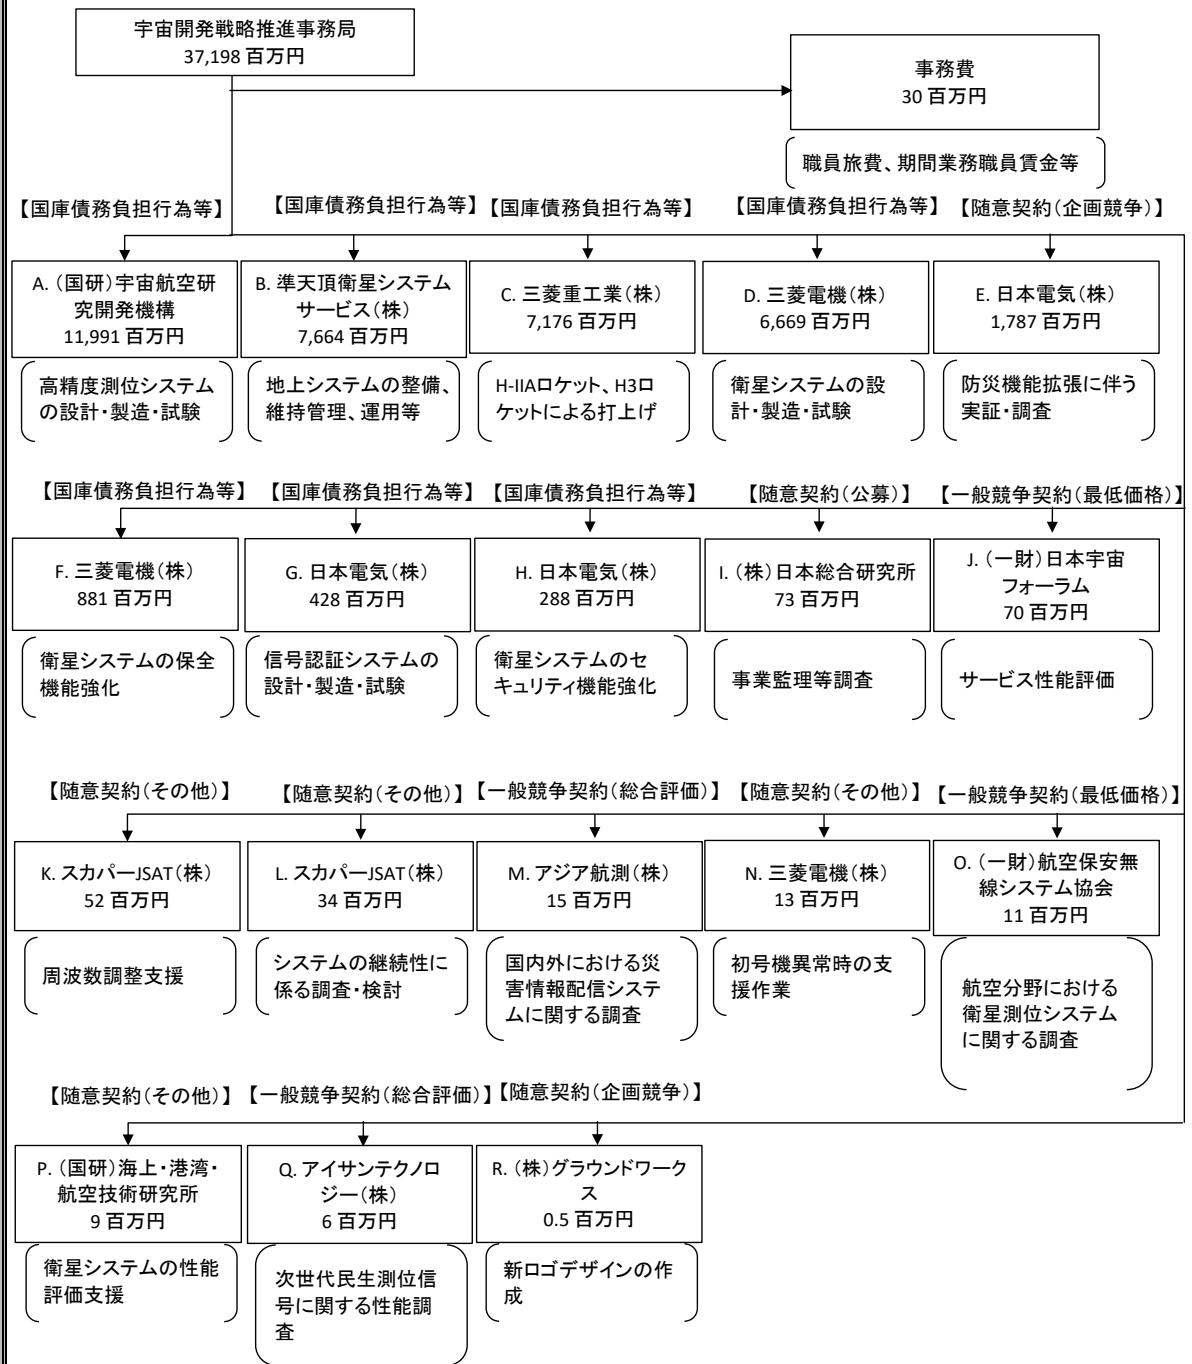 宇宙開発戦略推進事務局
37,198 百万円
事務費
30 百万円
職員旅費、期間業務職員賃金等
【国庫債務負担行為等】
【国庫債務負担行為等】
【国庫債務負担行為等】
【国庫債務負担行為等】
【随意契約(企画競争)】
A. (国研)宇宙航空研
究開発機構
11,991 百万円
B. 準天頂衛星システム
サービス(株)
7,664 百万円
C. 三菱重工業(株)
7,176 百万円
D. 三菱電機(株)
6,669 百万円
E. 日本電気(株)
1,787 百万円
高精度測位システム
の設計・製造・試験
地上システムの整備、
維持管理、運用等
H-IIAロケット、H3ロ
ケットによる打上げ
衛星システムの設
計・製造・試験
防災機能拡張に伴う
実証・調査
【国庫債務負担行為等】
【国庫債務負担行為等】
【国庫債務負担行為等】
【随意契約(公募)】
【一般競争契約(最低価格)】
F. 三菱電機(株)
881 百万円
G. 日本電気(株)
428 百万円
H. 日本電気(株)
288 百万円
I. (株)日本総合研究所
73 百万円
J. (一財)日本宇宙
フォーラム
70 百万円
衛星システムの保全
機能強化
信号認証システムの
設計・製造・試験
衛星システムのセ
キュリティ機能強化
事業監理等調査
サービス性能評価
【随意契約(その他)】
【随意契約(その他)】
【一般競争契約(総合評価)】
【随意契約(その他)】
【一般競争契約(最低価格)】
K. スカパーJSAT(株)
52 百万円
L. スカパーJSAT(株)
34 百万円
M. アジア航測(株)
15 百万円
N. 三菱電機(株)
13 百万円
O. (一財)航空保安無
線システム協会
11 百万円
周波数調整支援
システムの継続性に
係る調査・検討
国内外における災
害情報配信システ
ムに関する調査
初号機異常時の支
援作業
航空分野における
衛星測位システム
に関する調査
【随意契約(その他)】
【一般競争契約(総合評価)】
【随意契約(企画競争)】
P. (国研)海上・港湾・
航空技術研究所
9 百万円
Q. アイサンテクノロ
ジー(株)
6 百万円
R. (株)グラウンドワーク
ス
0.5 百万円
衛星システムの性能
評価支援
次世代民生測位信
号に関する性能調
査
新ロゴデザインの作
成